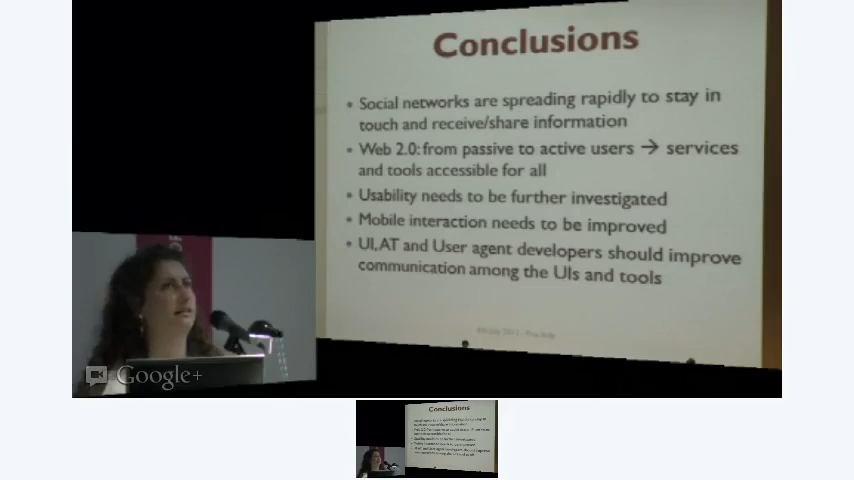 Conclusions
• Social networks are spreading rapidly to stay in
touch and receive/share information
• Web 2.0: from passive to active users → services
and tools accessible for all
• Usability needs to be further investigated
• Mobile interaction needs to be improved
• UI, AT and User agent developers should improve
communication among the UIs and tools
Google+
Conclusions